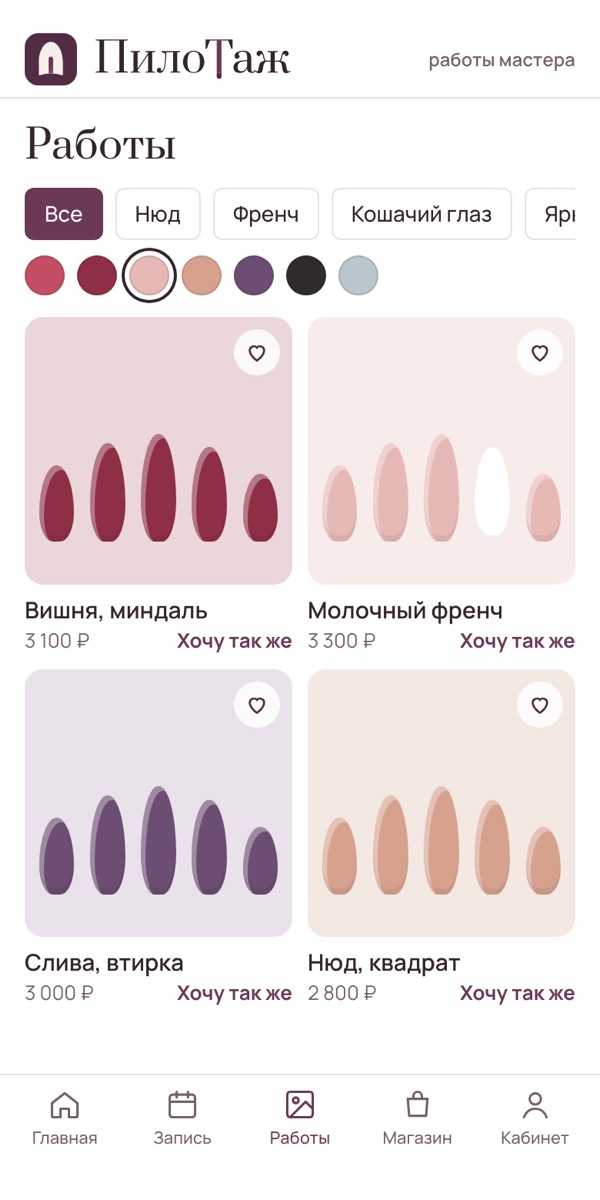 ПилоТаж
работы мастера
Работы
Все Нюд Френч Кошачий глаз
Вишня, миндаль Молочный френч
3 100 ₽ Хочу так же 3 300 ₽ Хочу так же
Слива, втирка Нюд, квадрат
3 000 ₽ Хочу так же 2 800 ₽ Хочу так же
Главная Запись Работы Магазин Кабинет